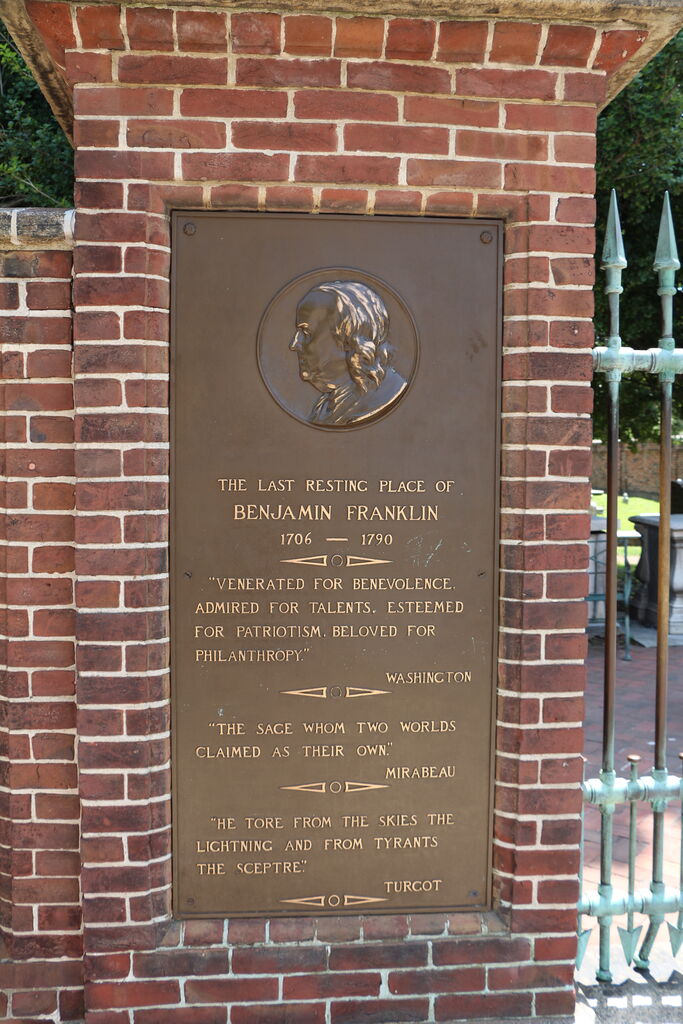 THE LAST RESTING PLACE OF
BENJAMIN FRANKLIN
1706 — 1790
"VENERATED FOR BENEVOLENCE.
ADMIRED FOR TALENTS. ESTEEMED
FOR PATRIOTISM. BELOVED FOR
PHILANTHROPY."
WASHINGTON
"THE SAGE WHOM TWO WORLDS
CLAIMED AS THEIR OWN."
MIRABEAU
"HE TORE FROM THE SKIES THE
LIGHTNING AND FROM TYRANTS
THE SCEPTRE."
TURGOT